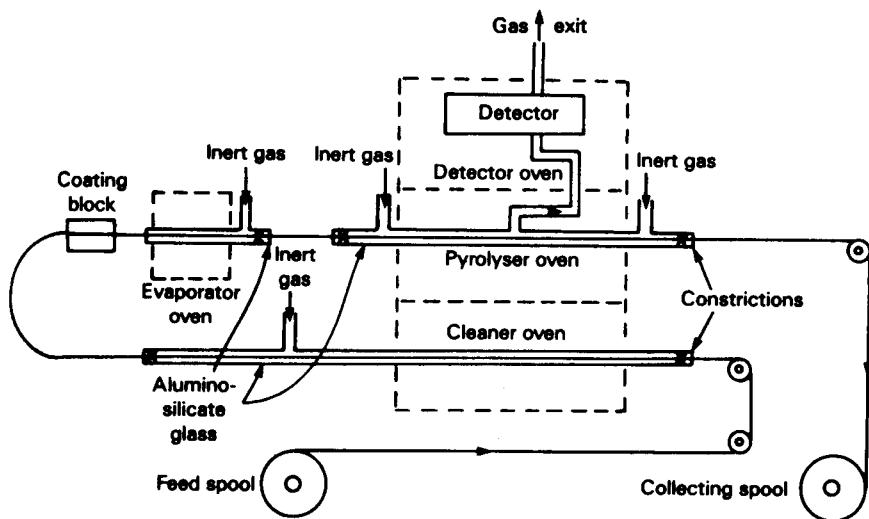 Gas exit
Detector
Inert gas
Inert gas
Inert gas
Detector oven
Coating
block
Inert
gas
Pyrolyser oven
Evaporator
oven
Constrictions
Cleaner oven
Alumino-
silicate
glass
Feed spool
Collecting spool